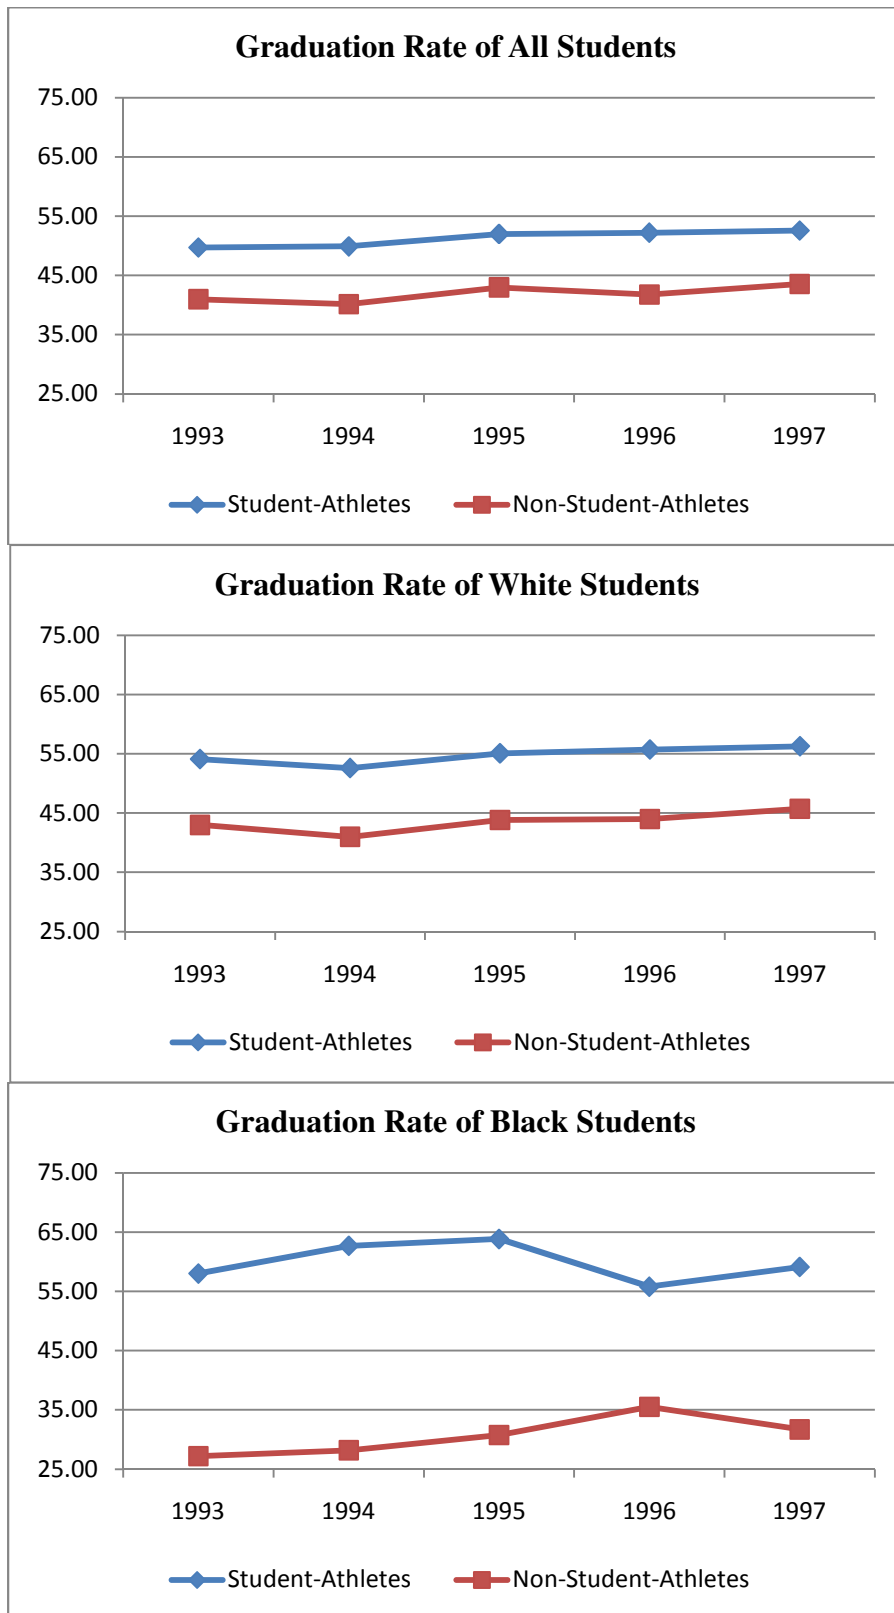 Graduation Rate of All Students
75.00
65.00
55.00
45.00
35.00
25.00
1993 1994 1995 1996 1997
Student-Athletes Non-Student-Athletes
Graduation Rate of White Students
75.00
65.00
55.00
45.00
35.00
25.00
1993 1994 1995 1996 1997
Student-Athletes Non-Student-Athletes
Graduation Rate of Black Students
75.00
65.00
55.00
45.00
35.00
25.00
1993 1994 1995 1996 1997
Student-Athletes Non-Student-Athletes